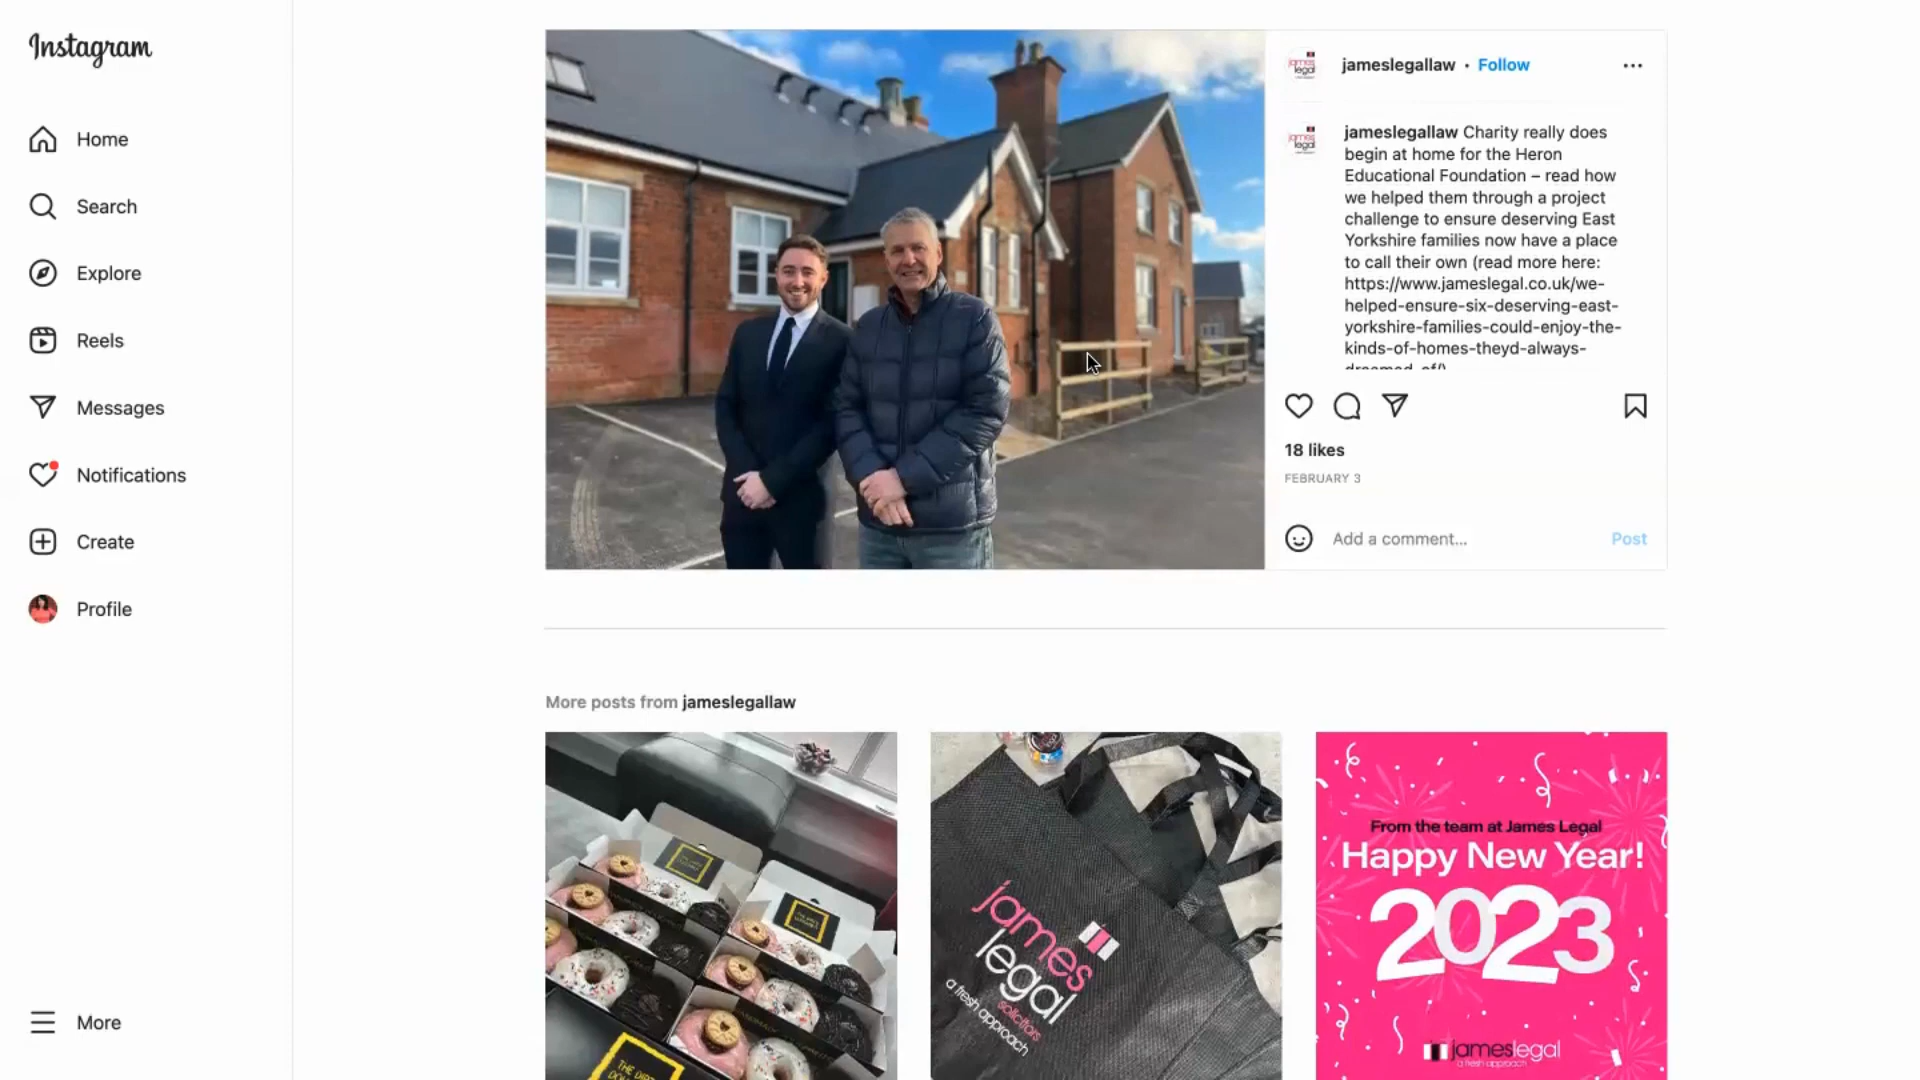 Instagram
Home
Search
Explore
Reels
Messages
Notifications
Create
Profile
More
jameslegallaw • Follow
jameslegallaw Charity really does
begin at home for the Heron
Educational Foundation – read how
we helped them through a project
challenge to ensure deserving East
Yorkshire families now have a place
to call their own (read more here:
https://www.jameslegal.co.uk/we-
helped-ensure-six-deserving-east-
yorkshire-families-could-enjoy-the-
kinds-of-homes-theyd-always-
dreamed-of/)
18 likes
FEBRUARY 3
Add a comment...
Post
More posts from jameslegallaw
james
legal
solicitors
a fresh approach
From the team at James Legal
Happy New Year!
2023
jameslegal
a fresh approach